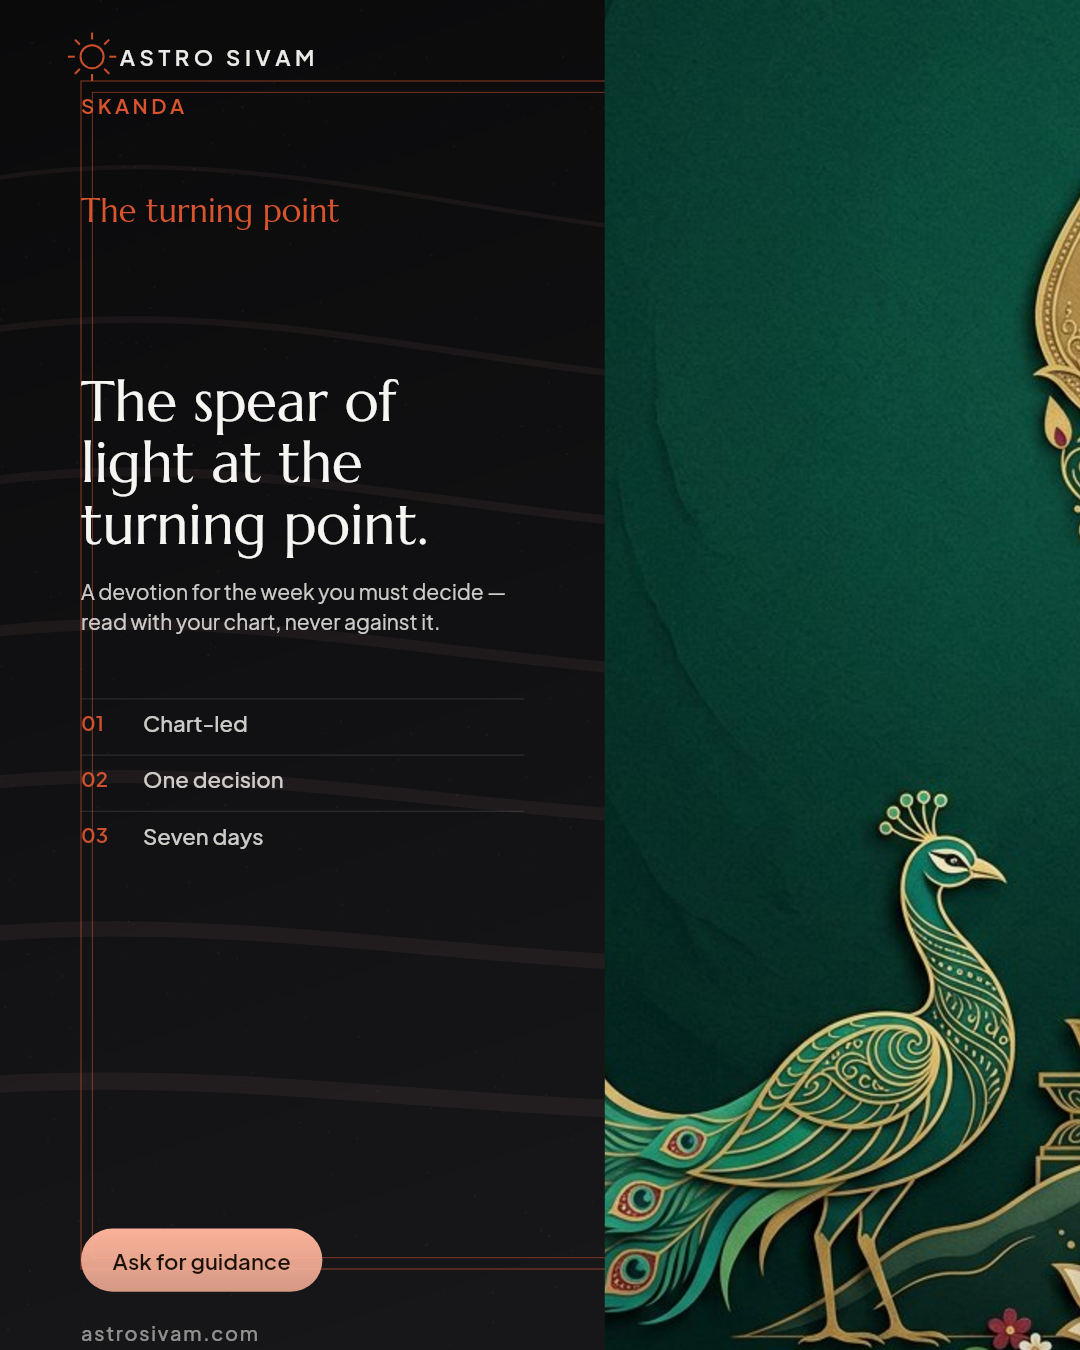 ASTRO SIVAM
SKANDA
The turning point
The spear of
light at the
turning point.
A devotion for the week you must decide —
read with your chart, never against it.
01 Chart-led
02 One decision
03 Seven days
Ask for guidance
astrosivam.com